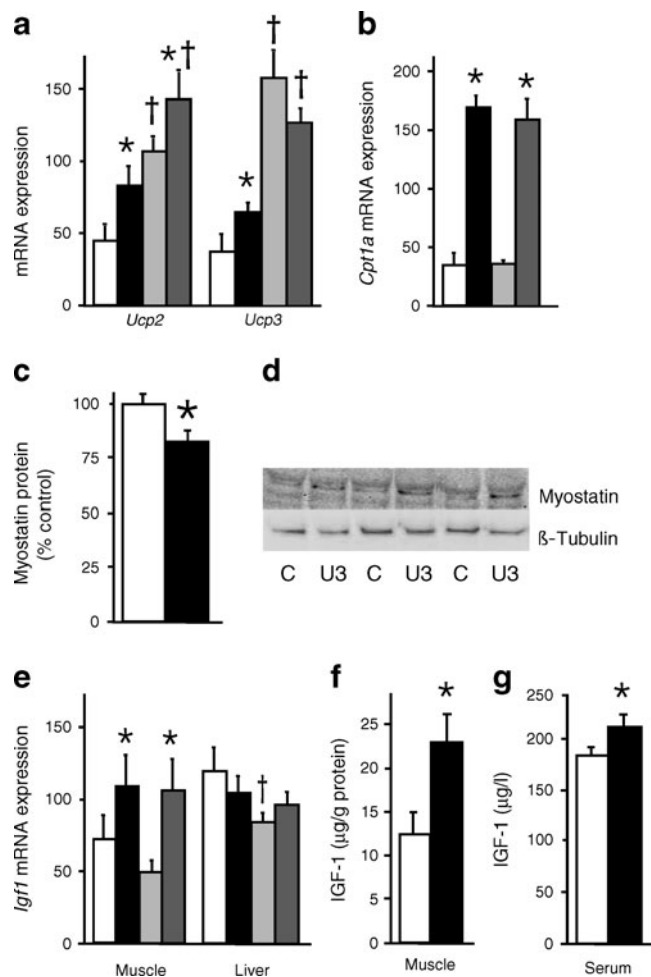 a
mRNA expression
150
100
50
0
Ucp2
Ucp3
* † * † * † †
b
Cpt1a mRNA expression
200
150
100
50
0
* *
c
Myostatin protein
(% control)
100
75
50
25
0
*
d
Myostatin
ß-Tubulin
C U3 C U3 C U3
e
Igf1 mRNA expression
150
100
50
0
* * †
Muscle
Liver
f
IGF-1 (µg/g protein)
25
20
15
10
5
0
*
Muscle
g
IGF-1 (µg/l)
250
200
150
100
50
0
*
Serum